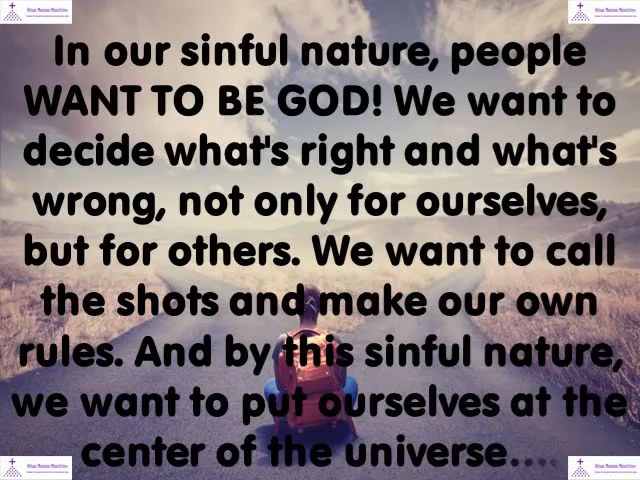 In our sinful nature, people
WANT TO BE GOD! We want to
decide what's right and what's
wrong, not only for ourselves,
but for others. We want to call
the shots and make our own
rules. And by this sinful nature,
we want to put ourselves at the
center of the universe....